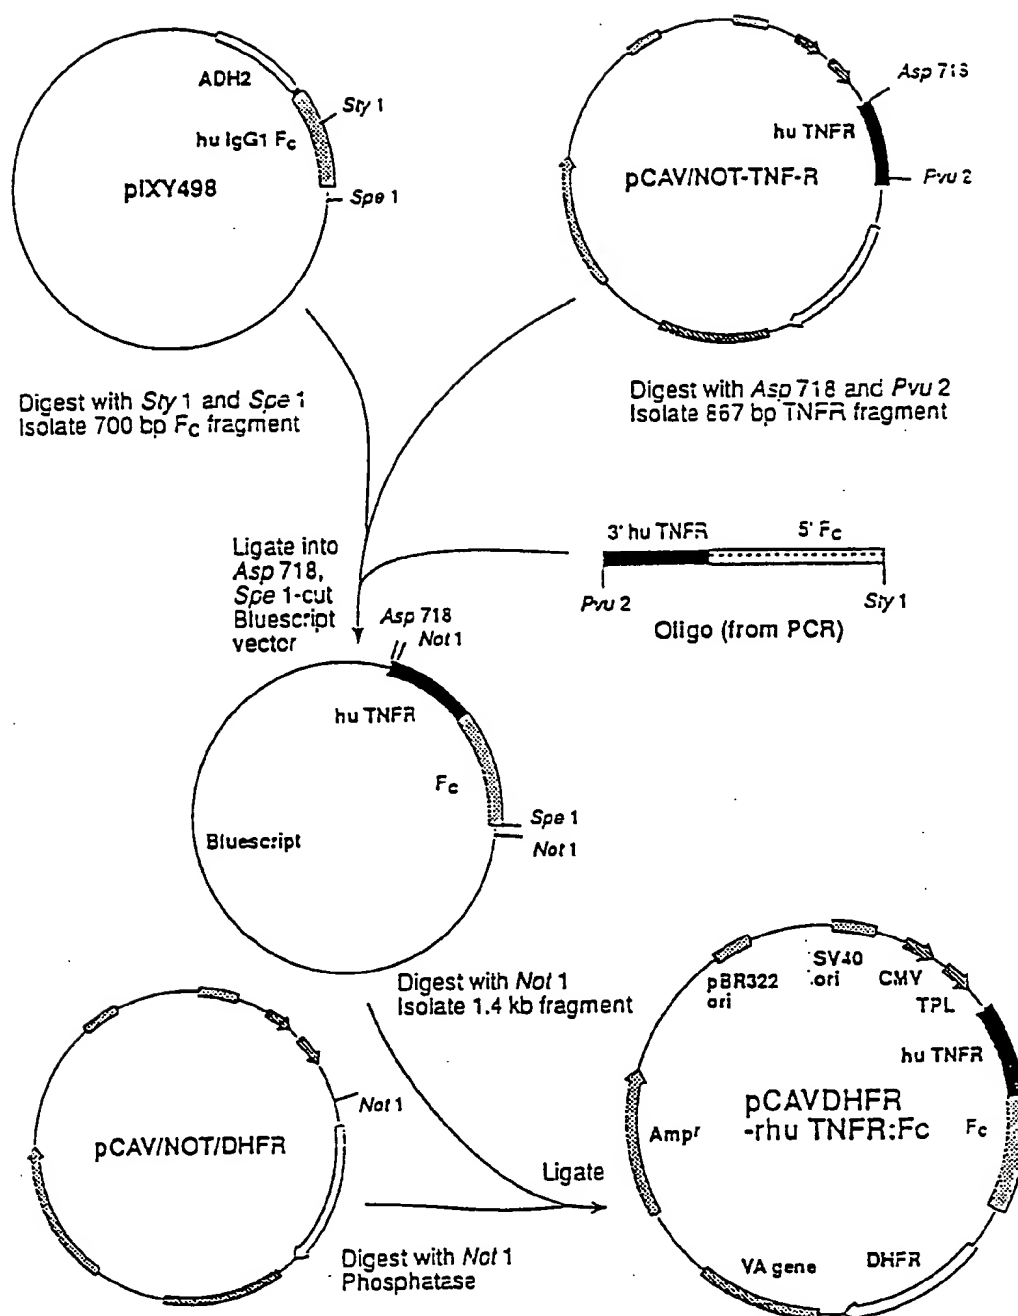 ADH2
Sty 1
hu IgG1 Fc
pIXY498
Spe 1
Asp 718
hu TNFR
pCAV/NOT-TNF-R
Pvu 2
Digest with Sty 1 and Spe 1
Isolate 700 bp Fc fragment
Digest with Asp 718 and Pvu 2
Isolate 867 bp TNFR fragment
3' hu TNFR 5' Fc
Pvu 2 Sty 1
Oligo (from PCR)
Ligate into
Asp 718,
Spe 1-cut
Bluescript
vector
Asp 718
Not 1
hu TNFR
Fc
Bluescript
Spe 1
Not 1
Digest with Not 1
Isolate 1.4 kb fragment
Not 1
pCAV/NOT/DHFR
Digest with Not 1
Phosphatase
Ligate
pBR322
ori
SV40
ori
CMV
TPL
hu TNFR
pCAVDHFR
-rhu TNFR:Fc
Fc
Ampr
VA gene
DHFR